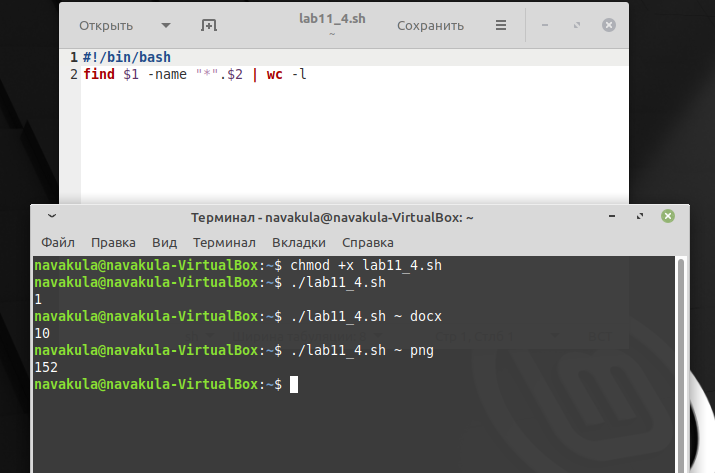 Открыть
lab11_4.sh
~
Сохранить
1 #!/bin/bash
2 find $1 -name "*".$2 | wc -l
Терминал - navakula@navakula-VirtualBox: ~
Файл Правка Вид Терминал Вкладки Справка
navakula@navakula-VirtualBox:~$ chmod +x lab11_4.sh
navakula@navakula-VirtualBox:~$ ./lab11_4.sh
1
navakula@navakula-VirtualBox:~$ ./lab11_4.sh ~ docx
10
navakula@navakula-VirtualBox:~$ ./lab11_4.sh ~ png
152
navakula@navakula-VirtualBox:~$